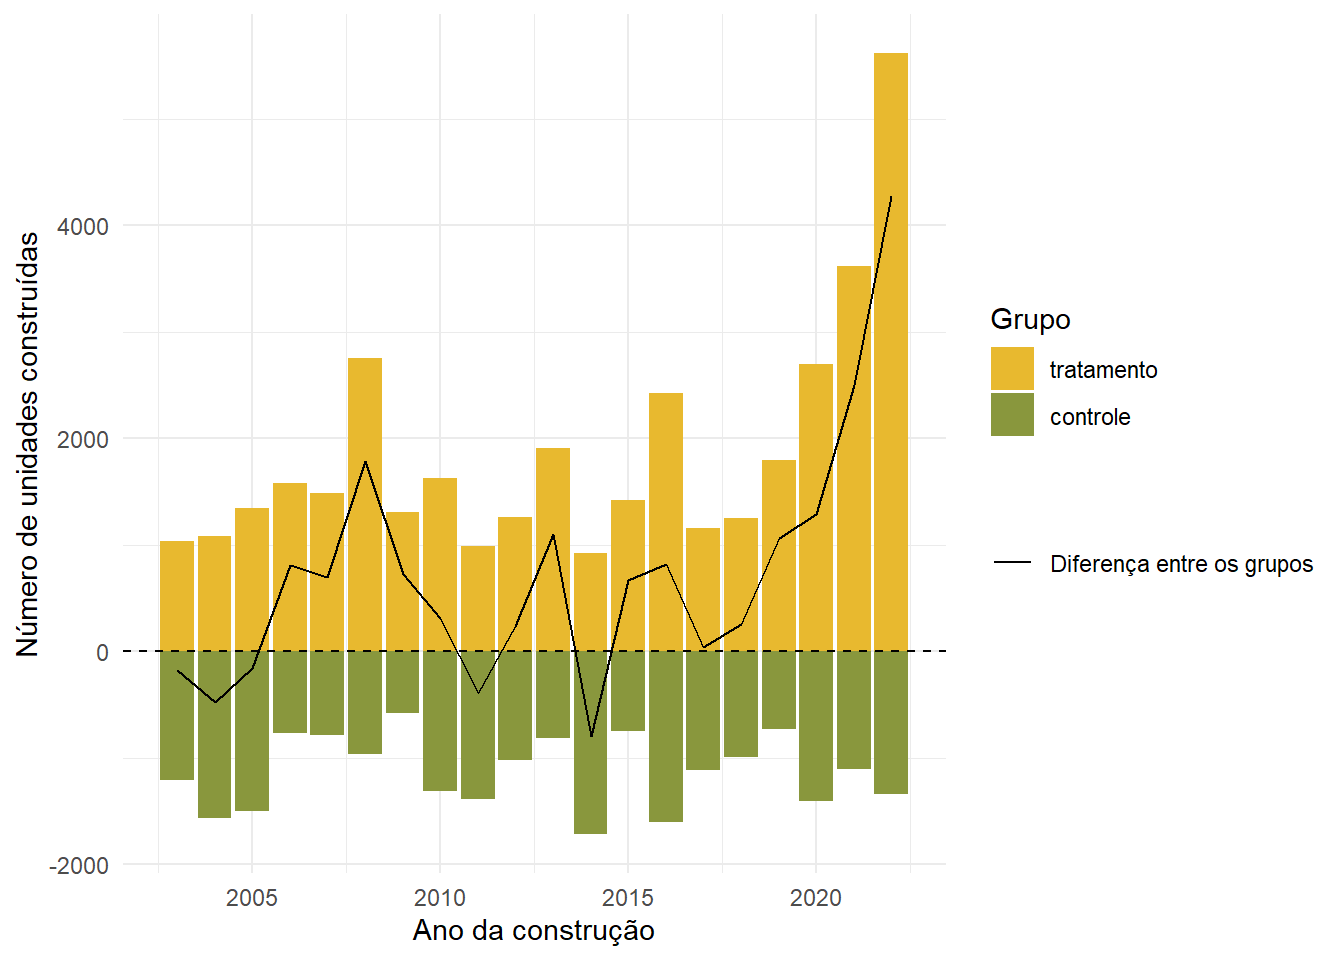 Número de unidades construídas
4000
2000
0
-2000
2005
2010
2015
2020
Ano da construção
Grupo
tratamento
controle
Diferença entre os grupos